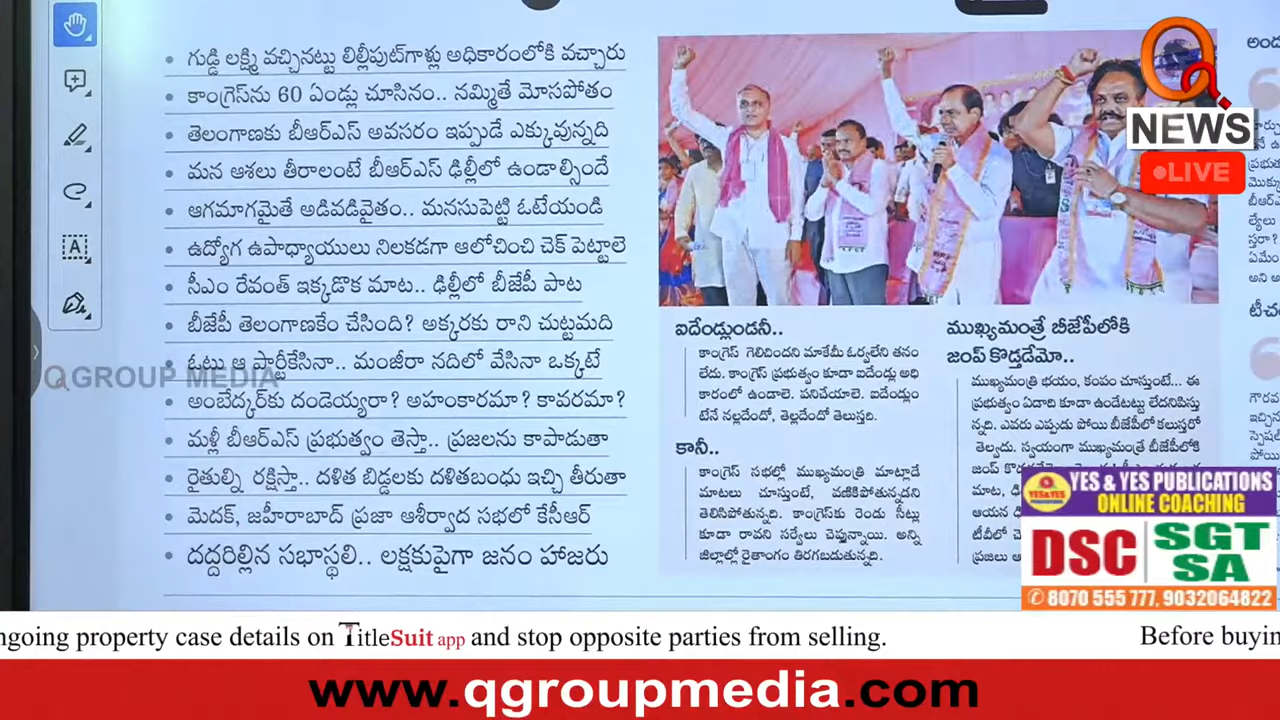 గుడ్డి లక్ష్మి వచ్చినట్టు లిల్లీపుట్‌గాళ్లు అధికారంలోకి వచ్చారు
కాంగ్రెస్‌ను 60 ఏండ్లు చూసినం.. నమ్మితే మోసపోతం
తెలంగాణకు బీఆర్ఎస్ అవసరం ఇప్పుడే ఎక్కువున్నది
మన ఆశలు తీరాలంటే బీఆర్ఎస్ ఢిల్లీలో ఉండాల్సిందే
ఆగమాగమైతే అడివడివైతం.. మనసుపెట్టి ఓటేయండి
ఉద్యోగ ఉపాధ్యాయులు నిలకడగా ఆలోచించి చెక్ పెట్టాలె
సీఎం రేవంత్ ఇక్కడొక మాట.. ఢిల్లీలో బీజేపీ పాట
బీజేపీ తెలంగాణకేం చేసింది? అక్కరకు రాని చుట్టమది
ఓటు ఆ పార్టీకేసినా.. మంజీరా నదిలో వేసినా ఒక్కటే
అంబేద్కర్‌కు దండెయ్యరా? అహంకారమా? కావరమా?
మళ్లీ బీఆర్ఎస్ ప్రభుత్వం తెస్తా.. ప్రజలను కాపాడుతా
రైతుల్ని రక్షిస్తా.. దళిత బిడ్డలకు దళితబంధు ఇచ్చి తీరుతా
మెదక్, జహీరాబాద్ ప్రజా ఆశీర్వాద సభలో కేసీఆర్
దద్దరిల్లిన సభాస్థలి.. లక్షకుపైగా జనం హాజరు
QGROUP MEDIA
ఐదేండ్లుండనీ..
కాంగ్రెస్ గెలిచిందని మాకేమీ ఓర్వలేని తనం
లేదు. కాంగ్రెస్ ప్రభుత్వం కూడా ఐదేండ్లు అధి
కారంలో ఉండాలె. పనిచేయాలె. ఐదేండ్లుం
టేనే నల్లదేందో, తెల్లదేందో తెలుస్తది.
కానీ..
కాంగ్రెస్ సభల్లో ముఖ్యమంత్రి మాట్లాడే
మాటలు చూస్తుంటే, వణికిపోతున్నడని
తెలిసిపోతున్నది. కాంగ్రెస్‌కు రెండు సీట్లు
కూడా రావని సర్వేలు చెప్తున్నాయి. అన్ని
జిల్లాల్లో రైతాంగం తిరగబడుతున్నది.
ముఖ్యమంత్రే బీజేపీలోకి
జంప్ కొడ్తడేమో..
ముఖ్యమంత్రి భయం, కంపం చూస్తుంటే... ఈ
ప్రభుత్వం ఏడాది కూడా ఉండేటట్టు లేదనిపిస్తు
న్నది. ఎవరు ఎప్పుడు పోయి బీజేపీలో కలుస్తరో
తెల్వదు. స్వయంగా ముఖ్యమంత్రే బీజేపీలోకి
జంప్
మాట,
ఆయన
టీవీలో
ప్రజలు
Q
NEWS
LIVE
YES & YES PUBLICATIONS
ONLINE COACHING
DSC SGT
SA
8070 555 777, 9032064822
ngoing property case details on TitleSuit app and stop opposite parties from selling. Before buyin
www.qgroupmedia.com